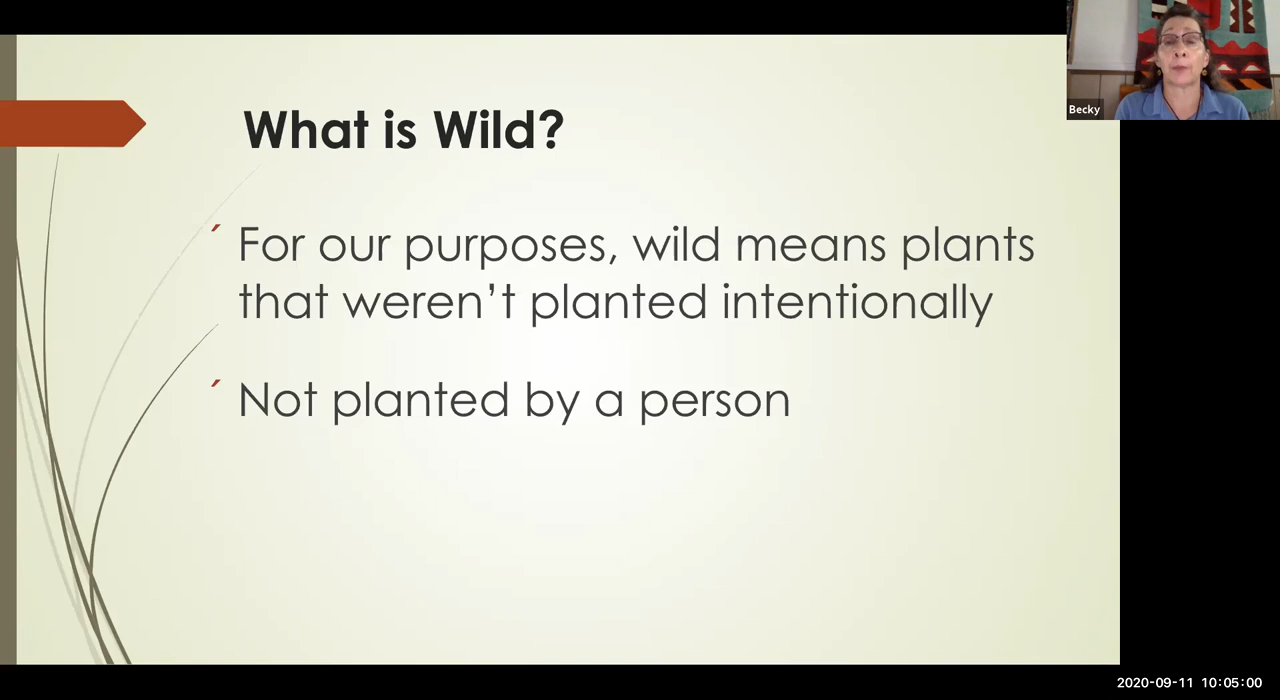 Becky
What is Wild?
For our purposes, wild means plants
that weren’t planted intentionally
Not planted by a person
2020-09-11 10:05:00